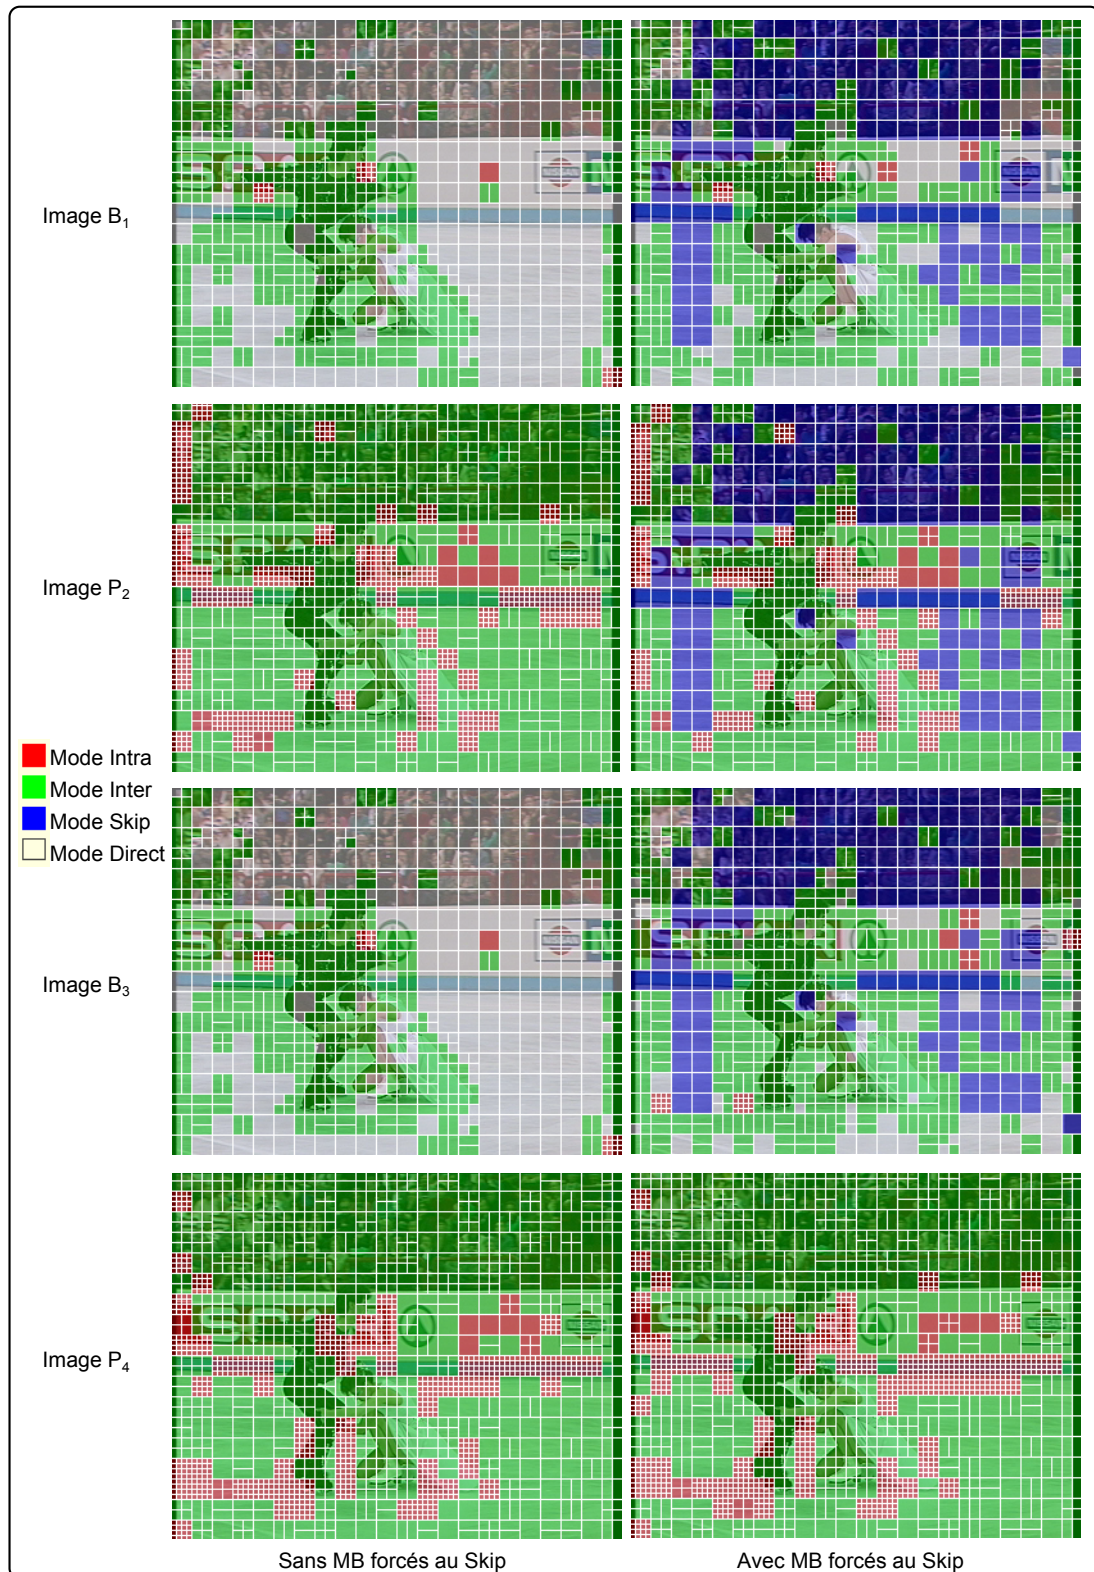 Image B₁
Image P₂
Mode Intra
Mode Inter
Mode Skip
Mode Direct
Image B₃
Image P₄
Sans MB forcés au Skip
Avec MB forcés au Skip